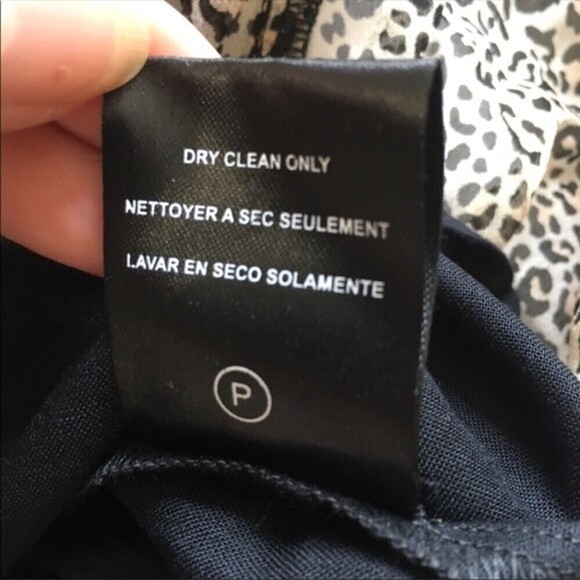 DRY CLEAN ONLY
NETTOYER A SEC SEULEMENT
LAVAR EN SECO SOLAMENTE
P